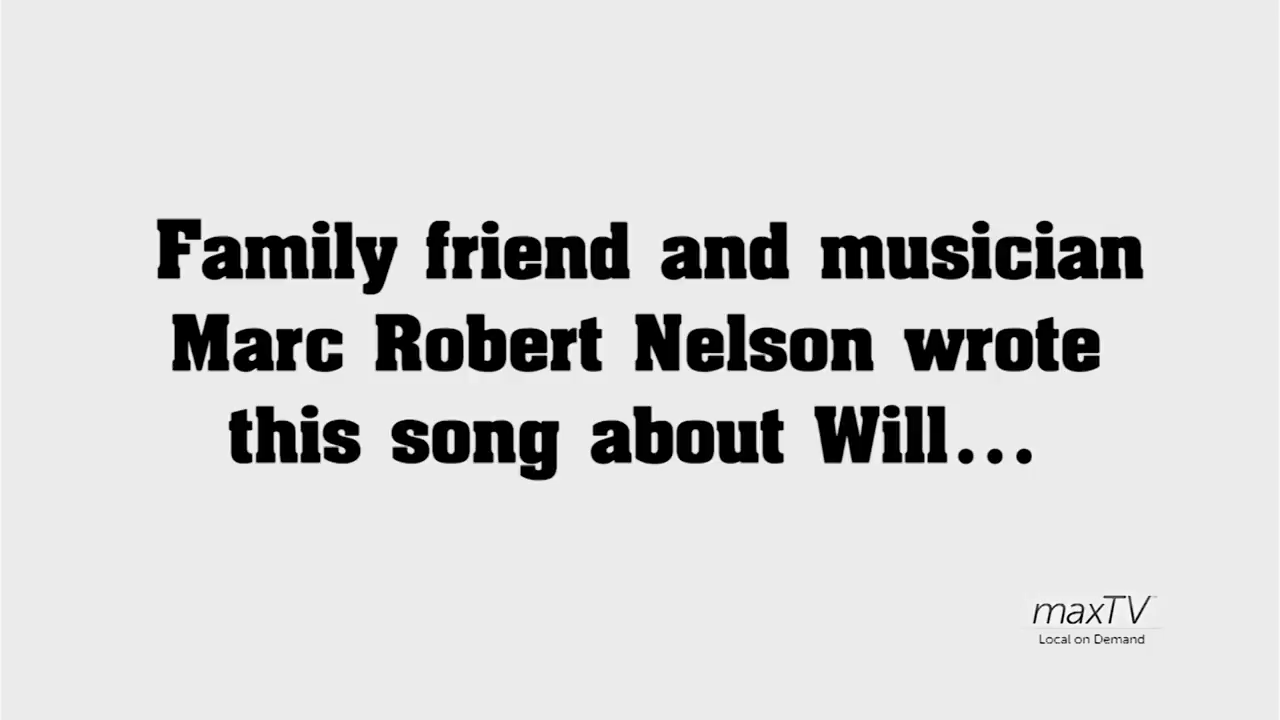 Family friend and musician
Marc Robert Nelson wrote
this song about Will...
maxTV
Local on Demand